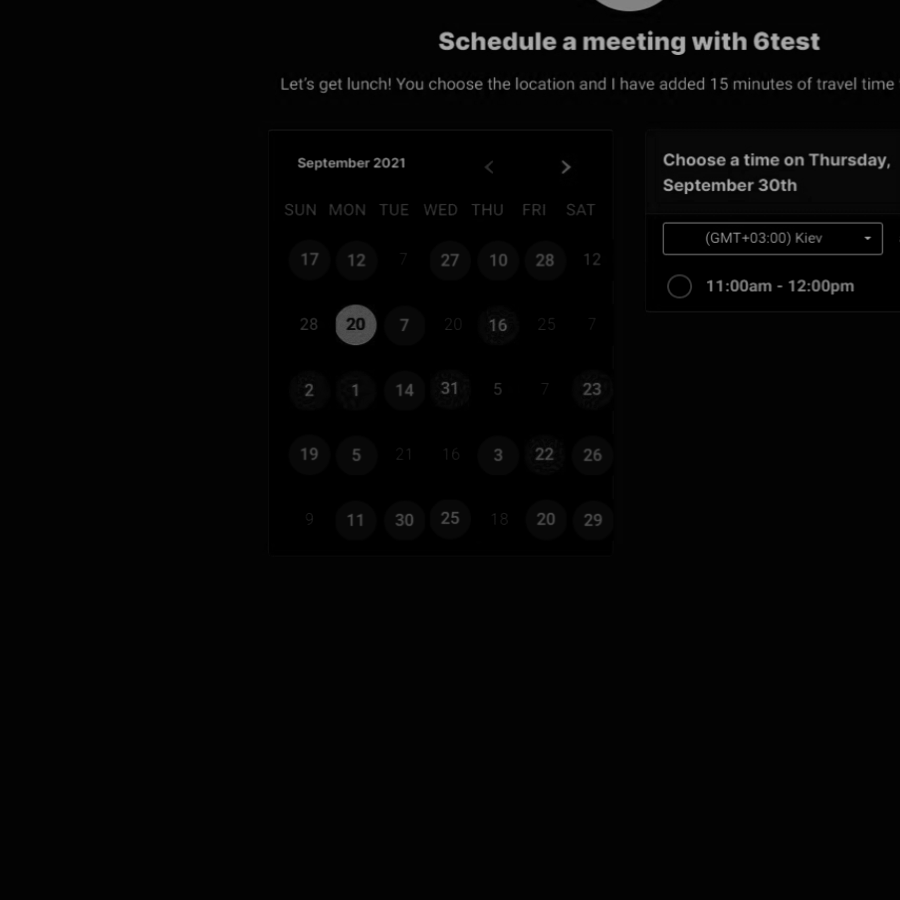 Schedule a meeting with 6test
Let's get lunch! You choose the location and I have added 15 minutes of travel time
September 2021
SUN MON TUE WED THU FRI SAT
17 12 7 27 10 28 12
28 20 7 20 16 25 7
2 1 14 31 5 7 23
19 5 21 16 3 22 26
9 11 30 25 18 20 29
Choose a time on Thursday,
September 30th
(GMT+03:00) Kiev
11:00am - 12:00pm